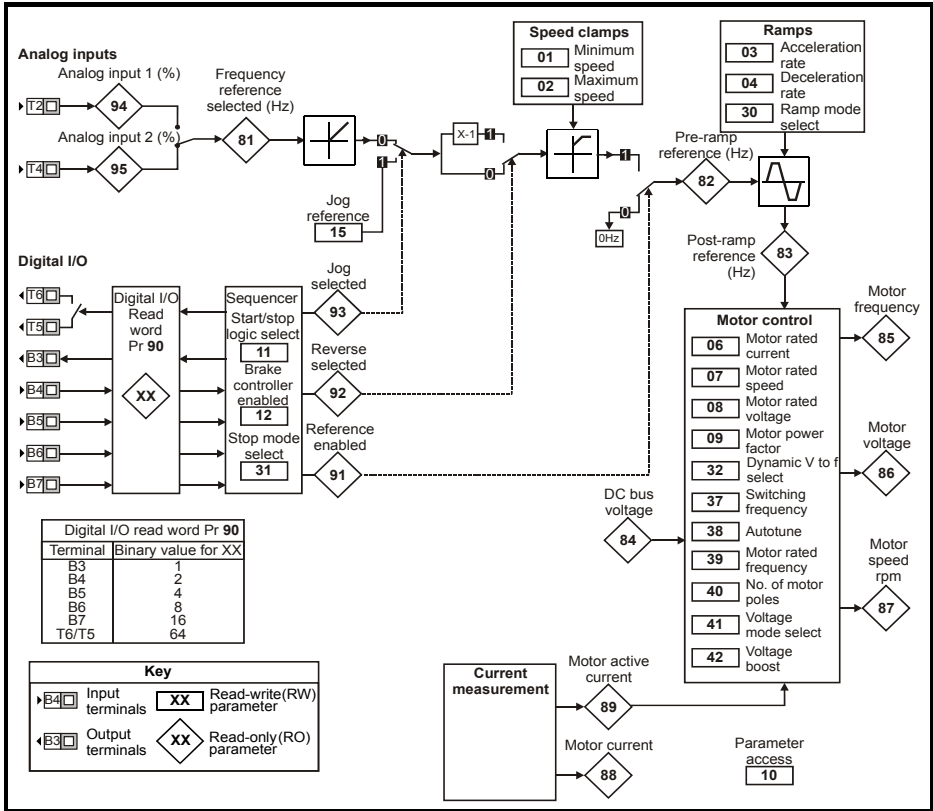 Analog inputs
Analog input 1 (%)
T2
94
Analog input 2 (%)
T4
95
Frequency
reference
selected (Hz)
81
0
1
Jog
reference
15
X-1
1
0
Speed clamps
01 Minimum
speed
02 Maximum
speed
1
0
0Hz
Pre-ramp
reference (Hz)
82
Ramps
03 Acceleration
rate
04 Deceleration
rate
30 Ramp mode
select
Post-ramp
reference
(Hz)
83
Digital I/O
T6
T5
B3
B4
B5
B6
B7
Digital I/O
Read
word
Pr 90
XX
Sequencer
Start/stop
logic select
11
Brake
controller
enabled
12
Stop mode
select
31
Jog
selected
93
Reverse
selected
92
Reference
enabled
91
DC bus
voltage
84
Motor control
06 Motor rated
current
07 Motor rated
speed
08 Motor rated
voltage
09 Motor power
factor
32 Dynamic V to f
select
37 Switching
frequency
38 Autotune
39 Motor rated
frequency
40 No. of motor
poles
41 Voltage
mode select
42 Voltage
boost
Motor
frequency
85
Motor
voltage
86
Motor
speed
rpm
87
Digital I/O read word Pr 90
Terminal Binary value for XX
B3 1
B4 2
B5 4
B6 8
B7 16
T6/T5 64
Key
B4 Input
terminals
XX Read-write(RW)
parameter
B3 Output
terminals
XX Read-only(RO)
parameter
Current
measurement
Motor active
current
89
Motor current
88
Parameter
access
10